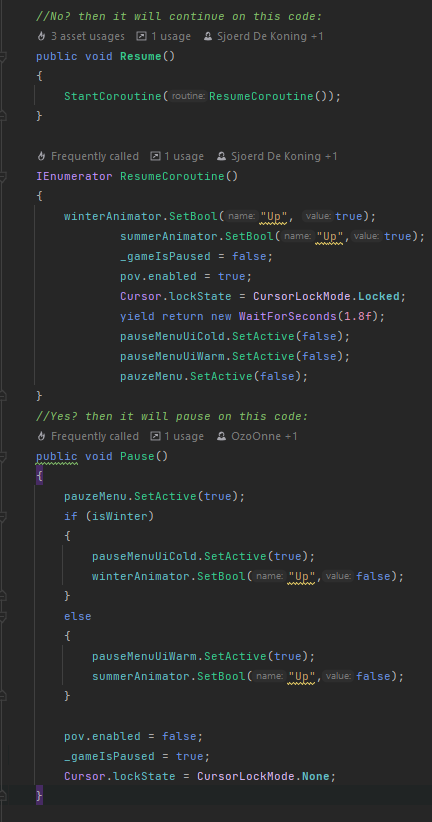 //No? then it will continue on this code:
3 asset usages 1 usage Sjoerd De Koning +1
public void Resume()
{
StartCoroutine(routine:ResumeCoroutine());
}
Frequently called 1 usage Sjoerd De Koning +1
IEnumerator ResumeCoroutine()
{
winterAnimator.SetBool(name:"Up", value:true);
summerAnimator.SetBool(name:"Up",value:true);
_gameIsPaused = false;
pov.enabled = true;
Cursor.lockState = CursorLockMode.Locked;
yield return new WaitForSeconds(1.8f);
pauseMenuUiCold.SetActive(false);
pauseMenuUiWarm.SetActive(false);
pauzeMenu.SetActive(false);
}
//Yes? then it will pause on this code:
Frequently called 1 usage OzoOnne +1
public void Pause()
{
pauzeMenu.SetActive(true);
if (isWinter)
{
pauseMenuUiCold.SetActive(true);
winterAnimator.SetBool(name:"Up",value:false);
}
else
{
pauseMenuUiWarm.SetActive(true);
summerAnimator.SetBool(name:"Up",value:false);
}
pov.enabled = false;
_gameIsPaused = true;
Cursor.lockState = CursorLockMode.None;
}